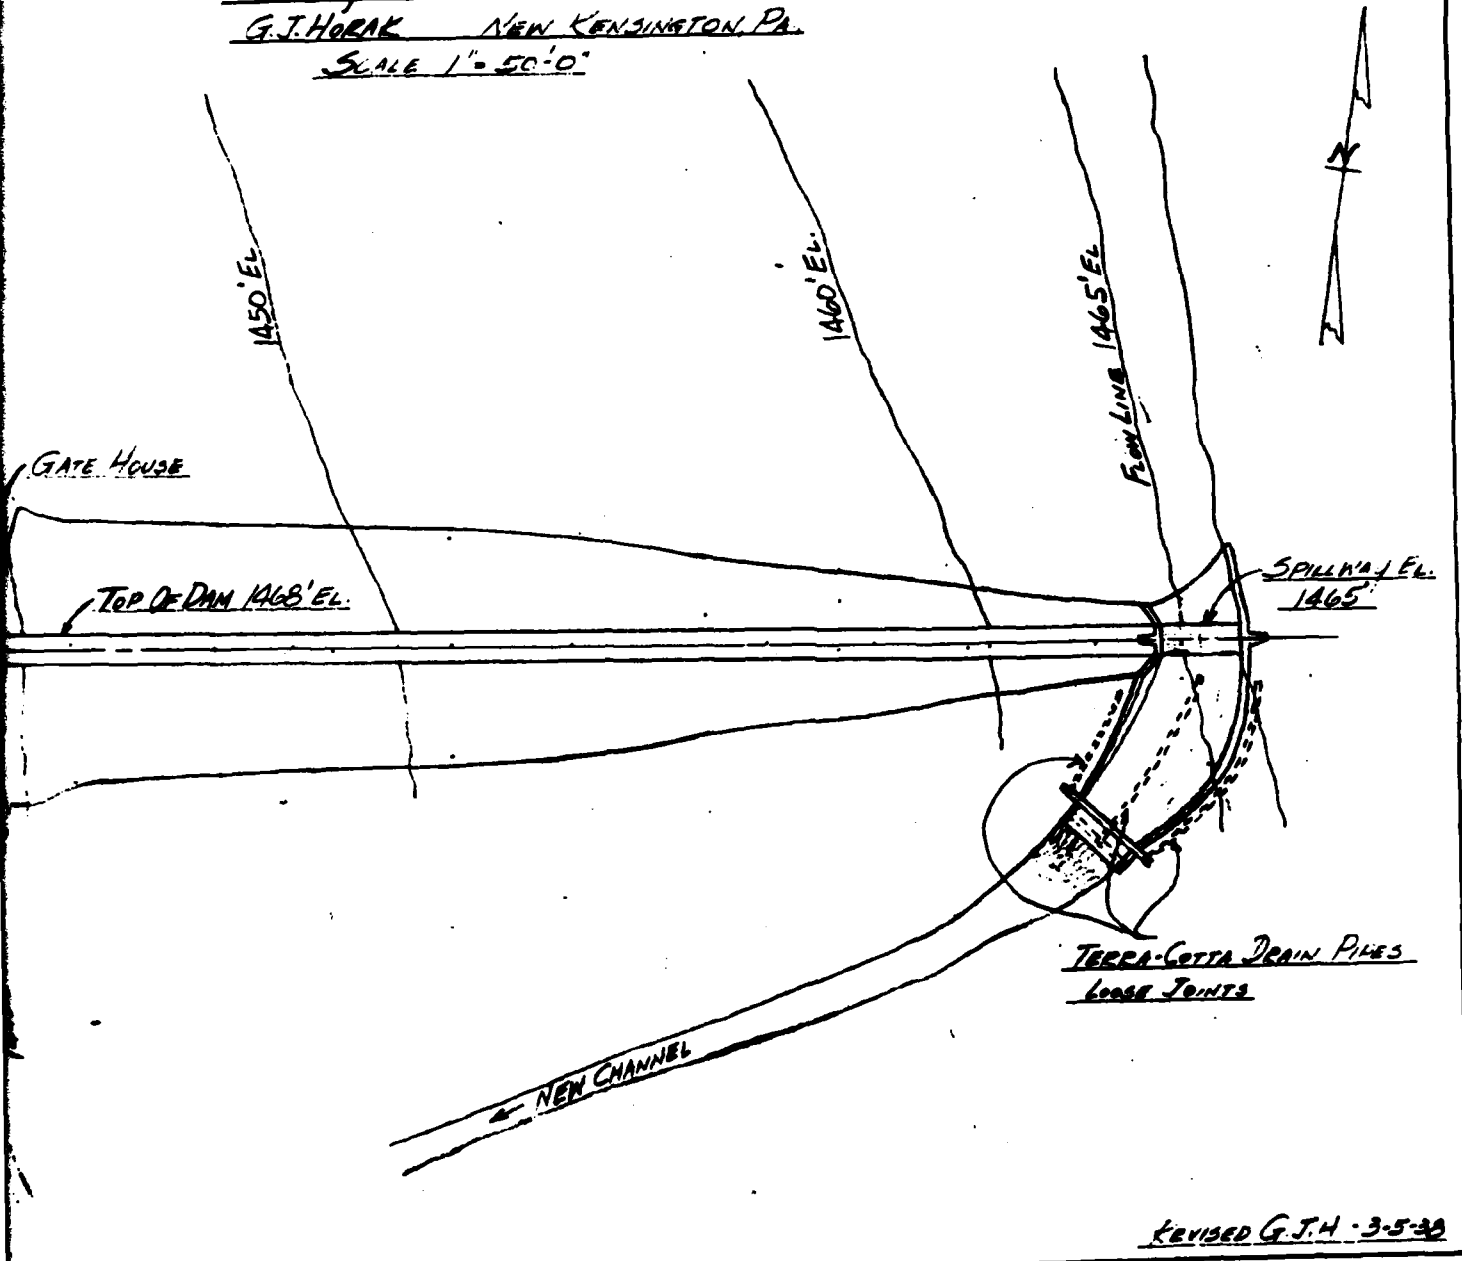 G.J. HORAK NEW KENSINGTON, PA.
SCALE 1"= 50'-0"
N
1450' EL
1460' EL.
FLOW LINE 1465' EL
GATE HOUSE
TOP OF DAM 1468' EL.
SPILLWAY EL.
1465'
TERRA-COTTA DRAIN PIPES
LOOSE JOINTS
NEW CHANNEL
REVISED G.J.H - 3-5-38